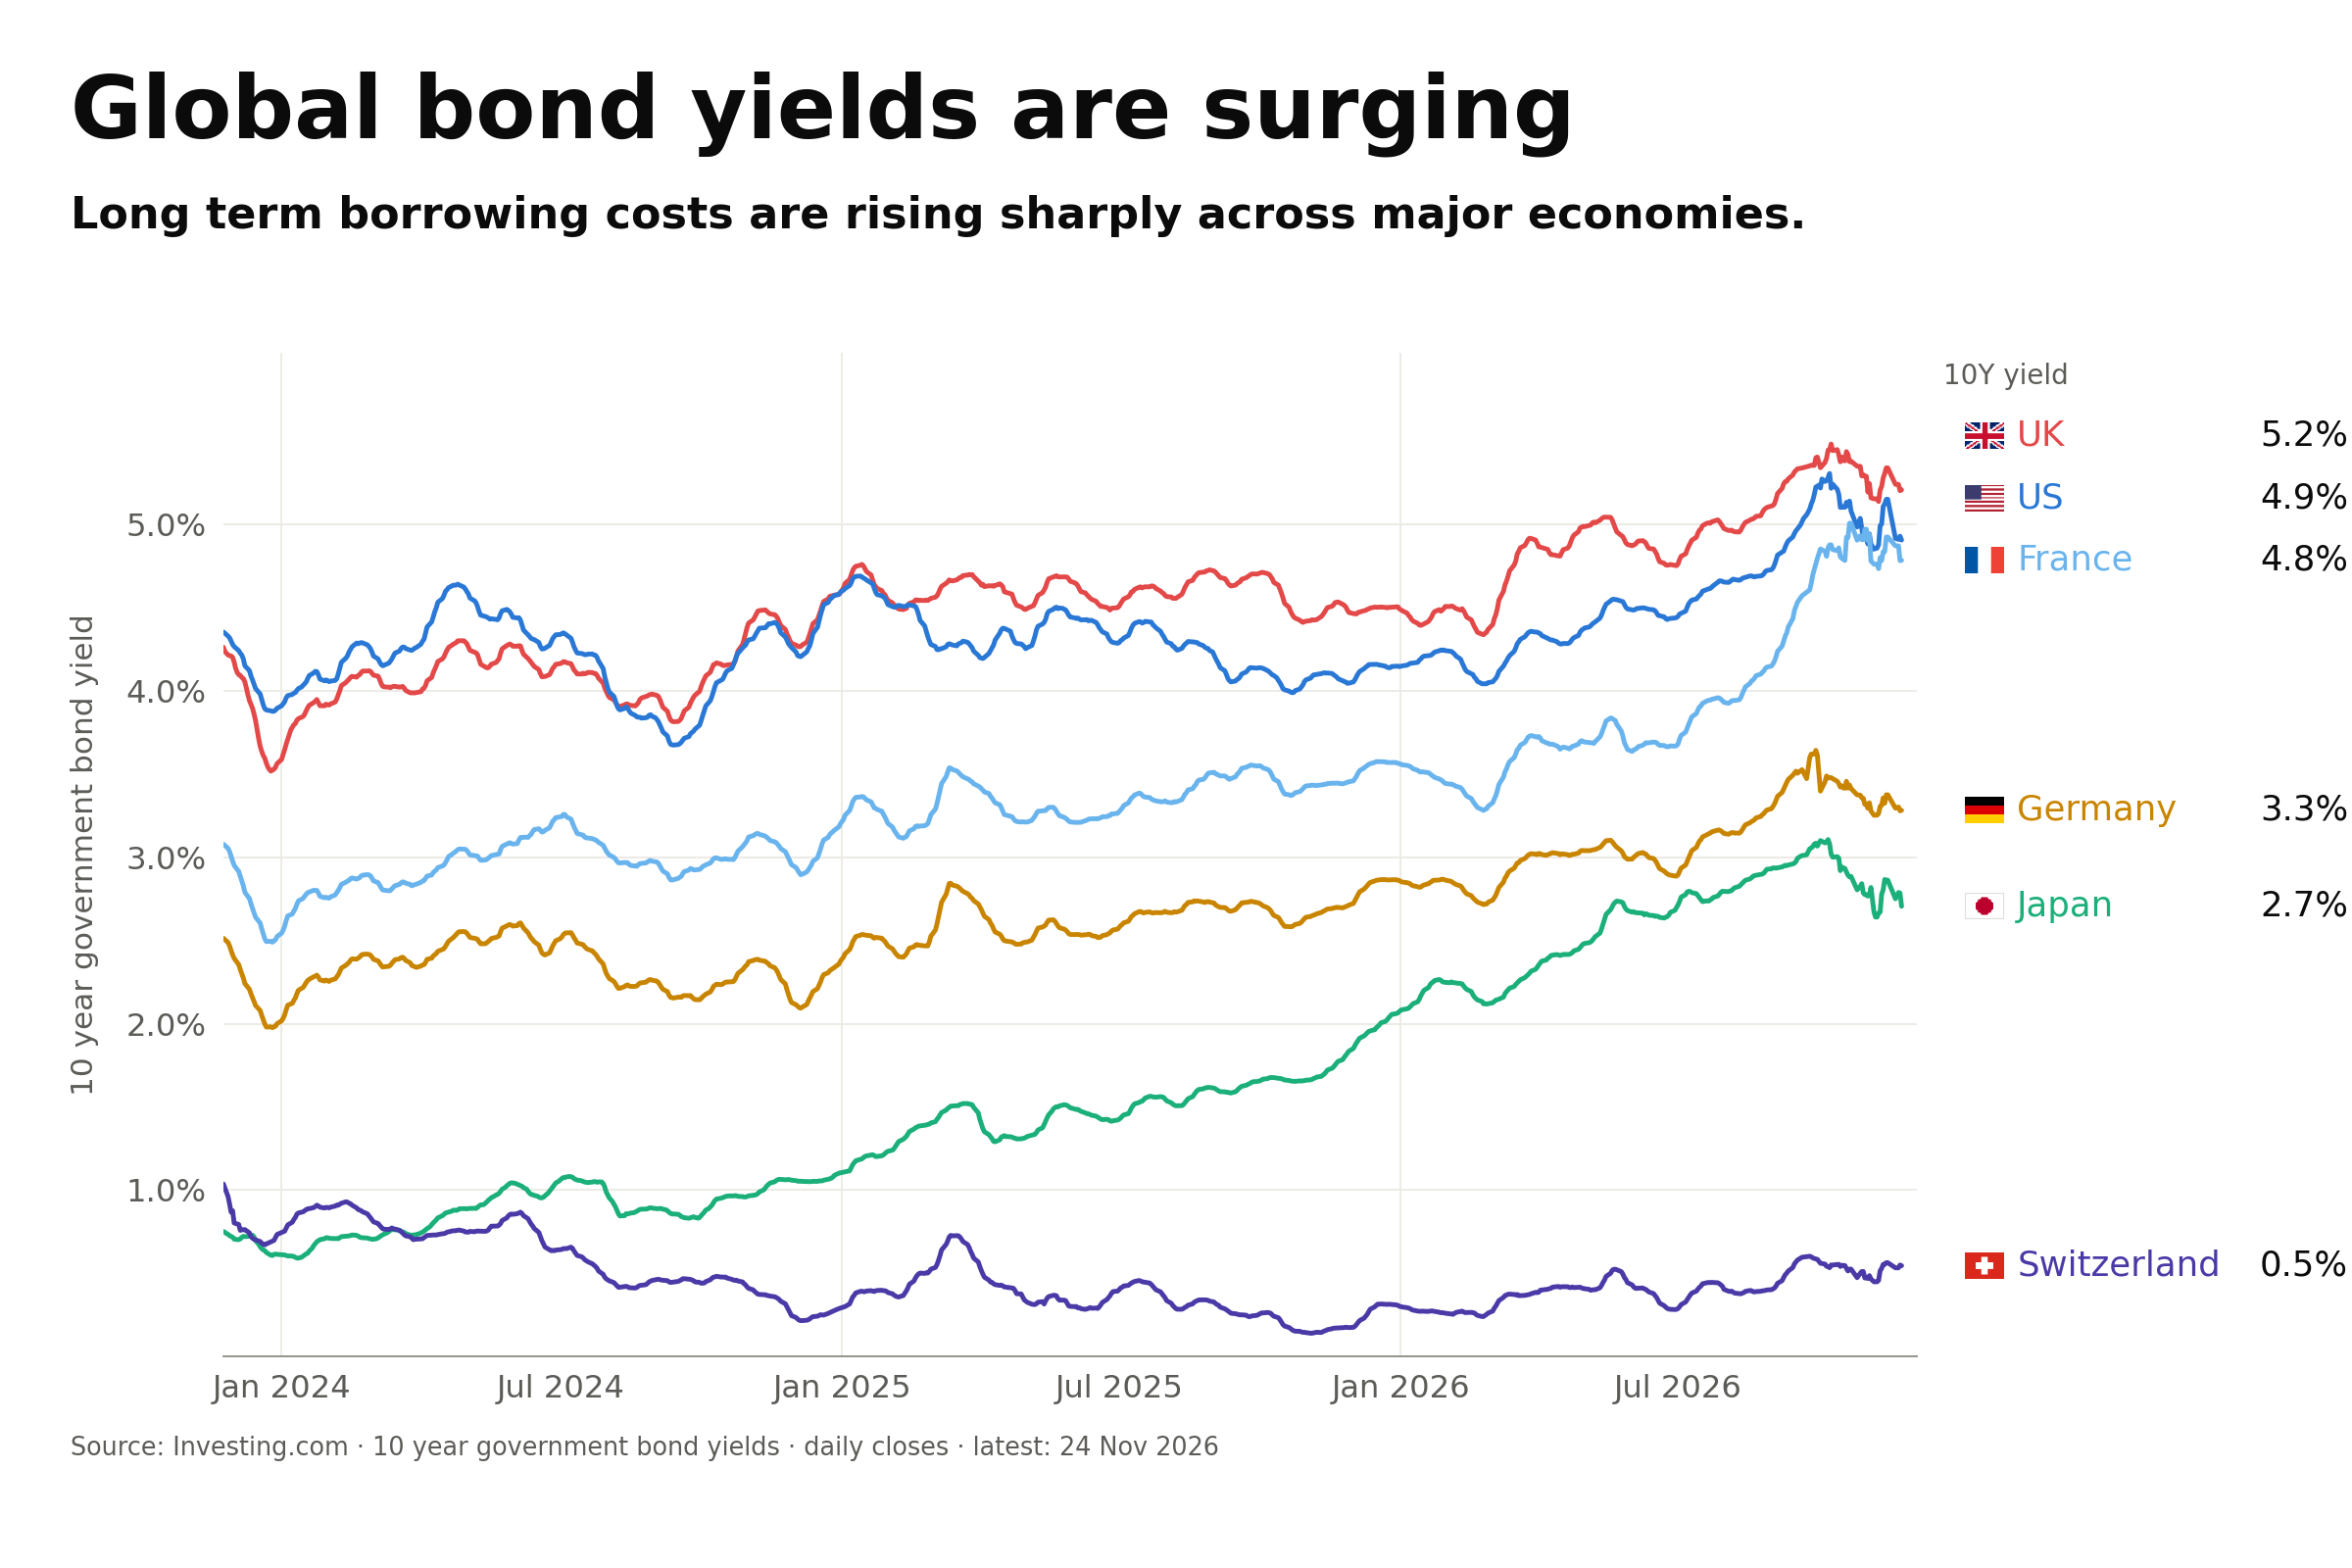 Global bond yields are surging
Long term borrowing costs are rising sharply across major economies.
10Y yield
UK 5.2%
US 4.9%
France 4.8%
Germany 3.3%
Japan 2.7%
Switzerland 0.5%
10 year government bond yield
5.0%
4.0%
3.0%
2.0%
1.0%
Jan 2024 Jul 2024 Jan 2025 Jul 2025 Jan 2026 Jul 2026
Source: Investing.com · 10 year government bond yields · daily closes · latest: 24 Nov 2026